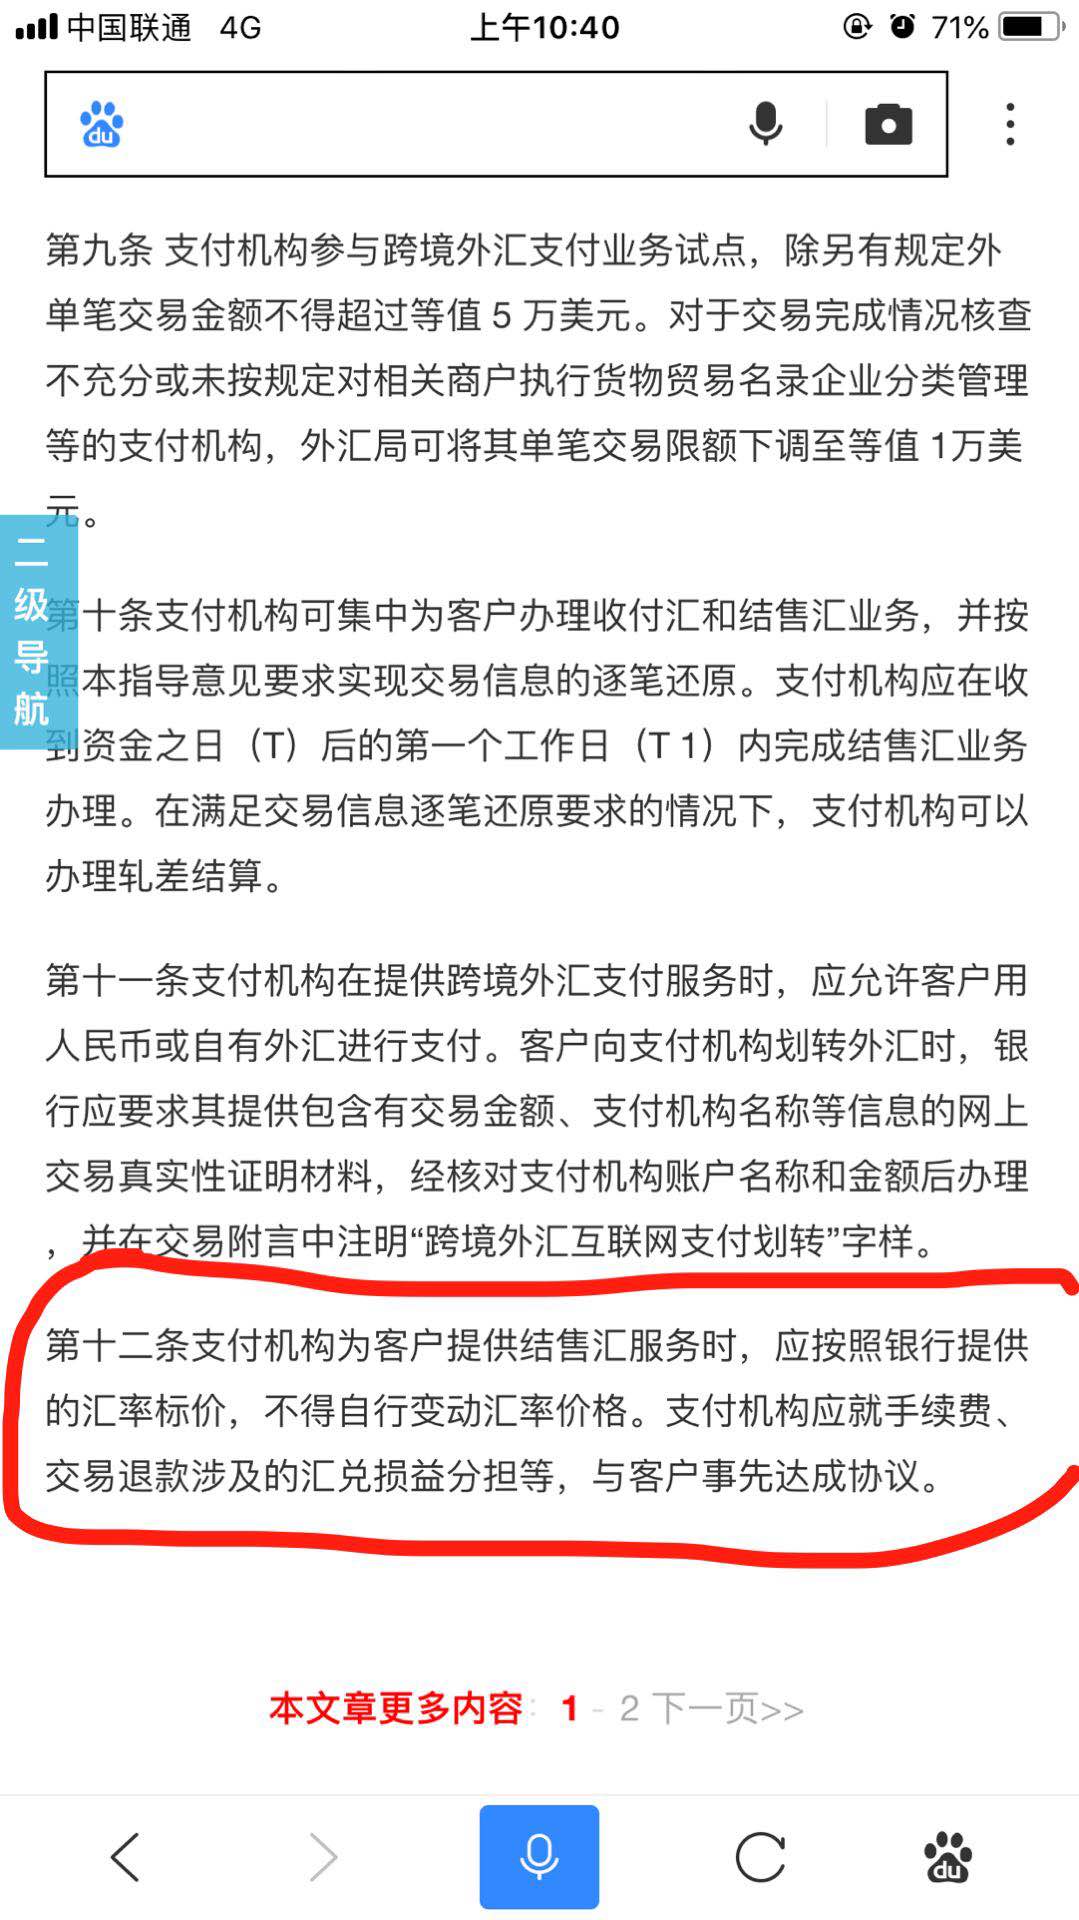 中国联通 4G 上午10:40 71%
du
第九条 支付机构参与跨境外汇支付业务试点，除另有规定外
单笔交易金额不得超过等值 5 万美元。对于交易完成情况核查
不充分或未按规定对相关商户执行货物贸易名录企业分类管理
等的支付机构，外汇局可将其单笔交易限额下调至等值 1万美
元。
二级导航
第十条支付机构可集中为客户办理收付汇和结售汇业务，并按
照本指导意见要求实现交易信息的逐笔还原。支付机构应在收
到资金之日（T）后的第一个工作日（T 1）内完成结售汇业务
办理。在满足交易信息逐笔还原要求的情况下，支付机构可以
办理轧差结算。
第十一条支付机构在提供跨境外汇支付服务时，应允许客户用
人民币或自有外汇进行支付。客户向支付机构划转外汇时，银
行应要求其提供包含有交易金额、支付机构名称等信息的网上
交易真实性证明材料，经核对支付机构账户名称和金额后办理
，并在交易附言中注明“跨境外汇互联网支付划转”字样。
第十二条支付机构为客户提供结售汇服务时，应按照银行提供
的汇率标价，不得自行变动汇率价格。支付机构应就手续费、
交易退款涉及的汇兑损益分担等，与客户事先达成协议。
本文章更多内容：1 - 2 下一页>>
du